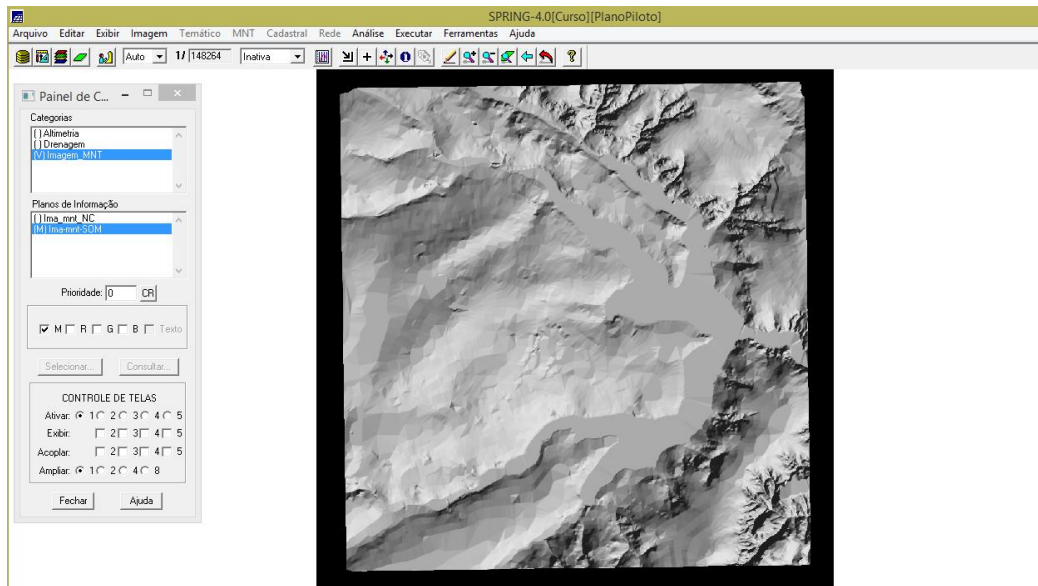 SPRING-4.0[Curso][PlanoPiloto]
Arquivo Editar Exibir Imagem Temático MNT Cadastral Rede Análise Executar Ferramentas Ajuda
Auto 1/ 148264 Inativa
Painel de C...
Categorias
( ) Altimetria
( ) Drenagem
(V) Imagem_MNT
Planos de Informação
( ) Ima_mnt_NC
(M) Ima-mnt-SOM
Prioridade: 0 CR
M R G B Texto
Selecionar... Consultar...
CONTROLE DE TELAS
Ativar: 1 2 3 4 5
Exibir: 2 3 4 5
Acoplar: 2 3 4 5
Ampliar: 1 2 4 8
Fechar Ajuda